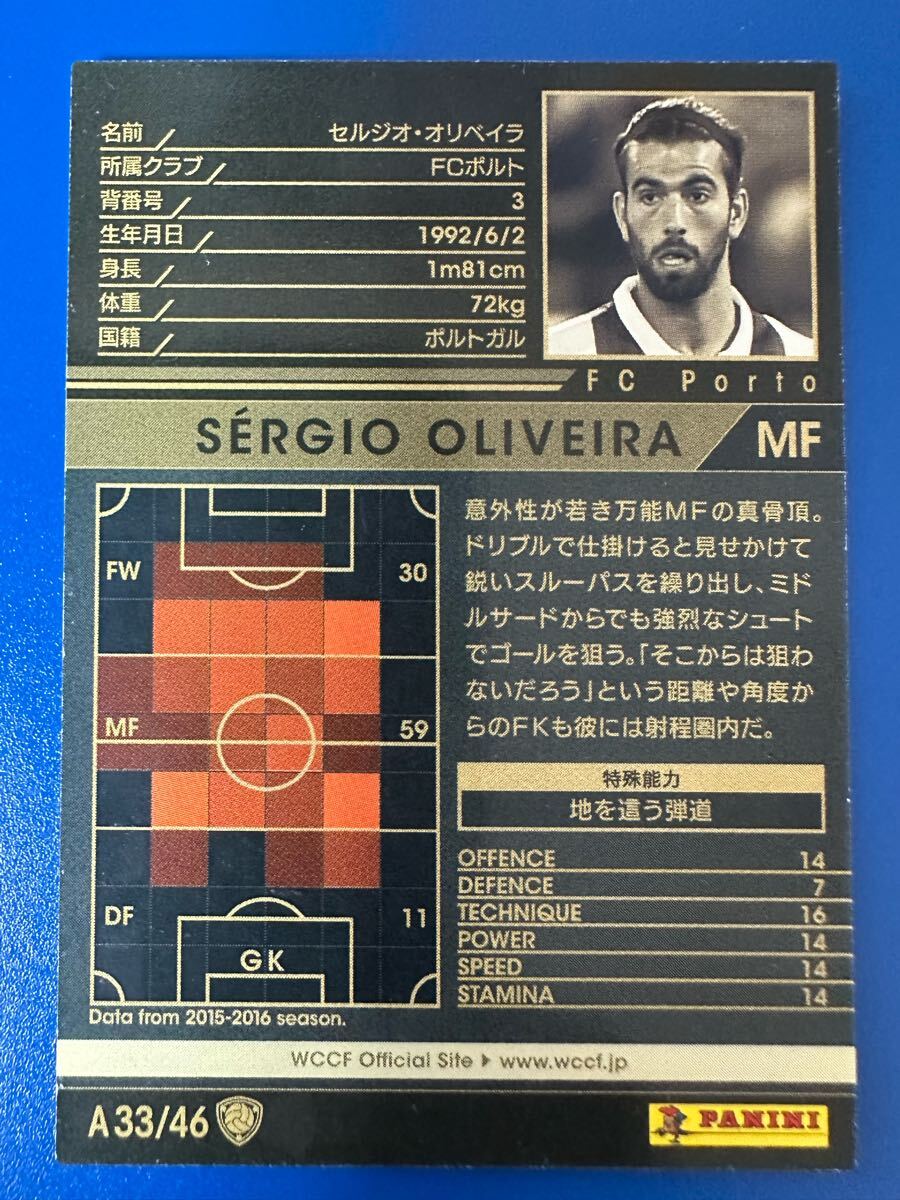 名前 セルジオ・オリベイラ
所属クラブ FCポルト
背番号 3
生年月日 1992/6/2
身長 1m81cm
体重 72kg
国籍 ポルトガル
FC Porto
SÉRGIO OLIVEIRA MF
FW 30
MF 59
DF 11
GK
Data from 2015-2016 season.
意外性が若き万能MFの真骨頂。
ドリブルで仕掛けると見せかけて
鋭いスルーパスを繰り出し、ミド
ルサードからでも強烈なシュート
でゴールを狙う。「そこからは狙わ
ないだろう」という距離や角度か
らのFKも彼には射程圏内だ。
特殊能力
地を這う弾道
OFFENCE 14
DEFENCE 7
TECHNIQUE 16
POWER 14
SPEED 14
STAMINA 14
WCCF Official Site ▶ www.wccf.jp
A33/46
PANINI